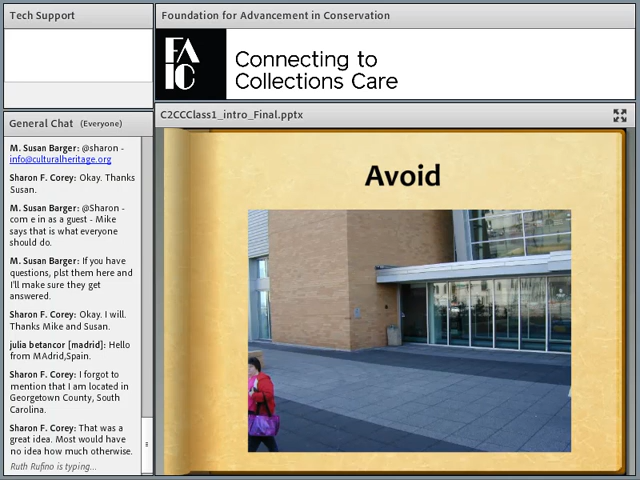 Tech Support
Foundation for Advancement in Conservation
FA
IC
Connecting to
Collections Care
General Chat (Everyone)
C2CCClass1_intro_Final.pptx
M. Susan Barger: @sharon -
info@culturalheritage.org
Sharon F. Corey: Okay. Thanks
Susan.
M. Susan Barger: @Sharon -
com e in as a guest - Mike
says that is what everyone
should do.
M. Susan Barger: If you have
questions, plst them here and
I'll make sure they get
answered.
Sharon F. Corey: Okay. I will.
Thanks Mike and Susan.
julia betancor [madrid]: Hello
from MAdrid,Spain.
Sharon F. Corey: I forgot to
mention that I am located in
Georgetown County, South
Carolina.
Sharon F. Corey: That was a
great idea. Most would have
no idea how much otherwise.
Ruth Rufino is typing...
Avoid